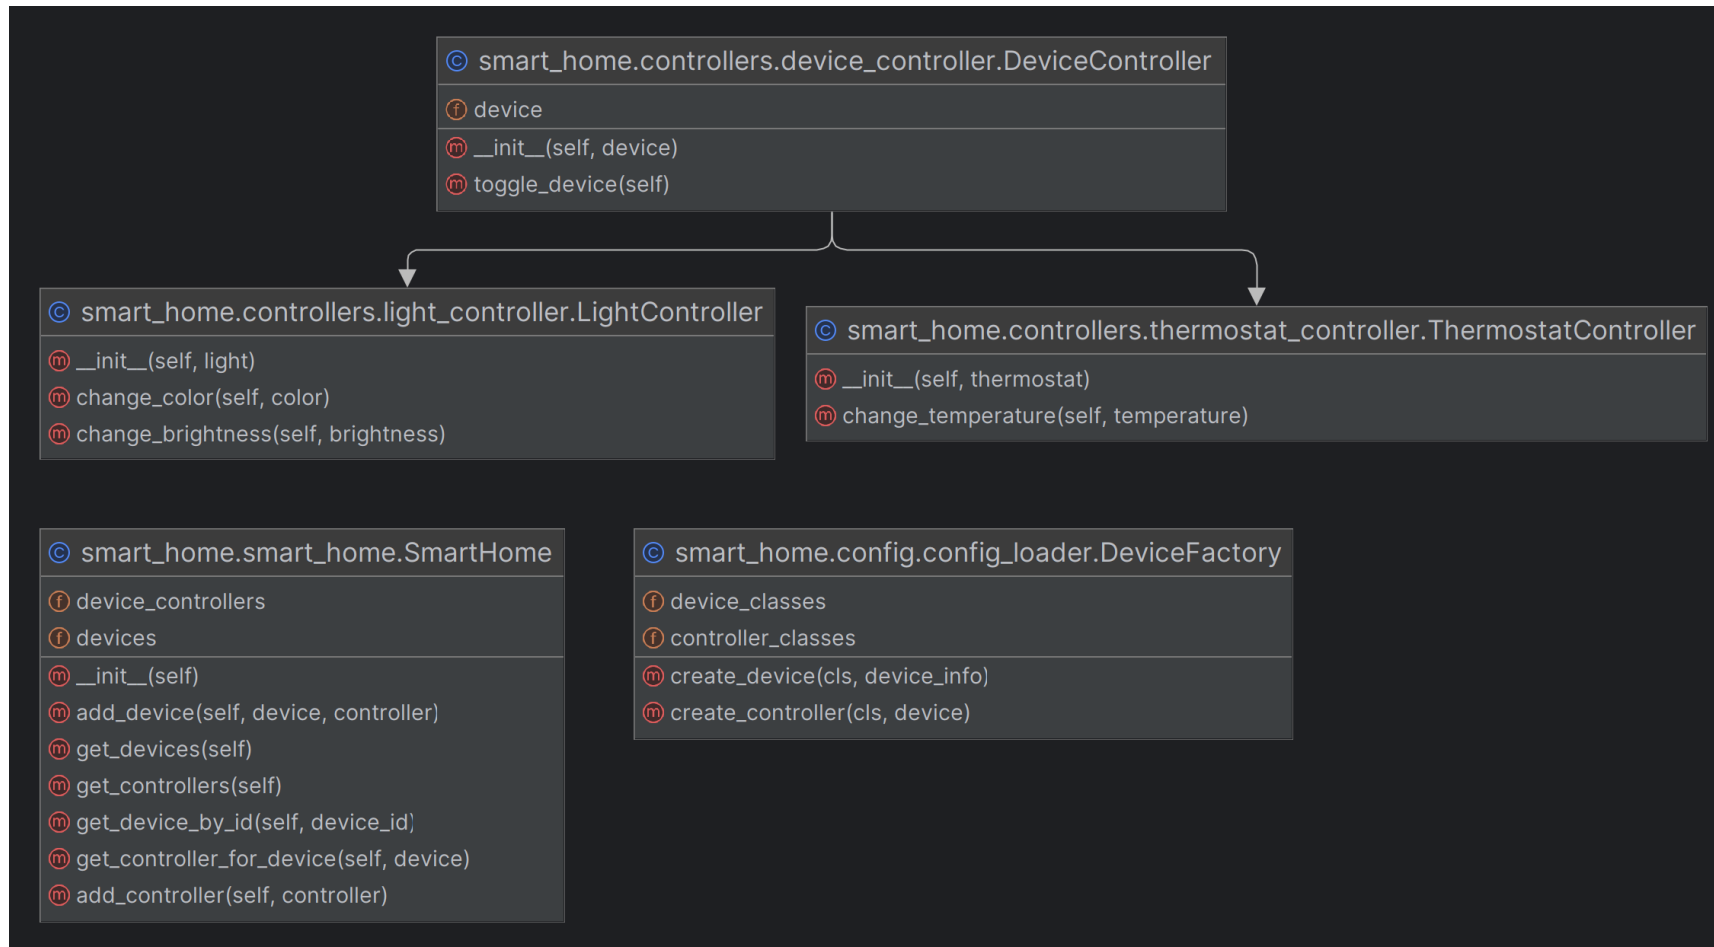 smart_home.controllers.device_controller.DeviceController
device
__init__(self, device)
toggle_device(self)
smart_home.controllers.light_controller.LightController
__init__(self, light)
change_color(self, color)
change_brightness(self, brightness)
smart_home.controllers.thermostat_controller.ThermostatController
__init__(self, thermostat)
change_temperature(self, temperature)
smart_home.smart_home.SmartHome
device_controllers
devices
__init__(self)
add_device(self, device, controller)
get_devices(self)
get_controllers(self)
get_device_by_id(self, device_id)
get_controller_for_device(self, device)
add_controller(self, controller)
smart_home.config.config_loader.DeviceFactory
device_classes
controller_classes
create_device(cls, device_info)
create_controller(cls, device)